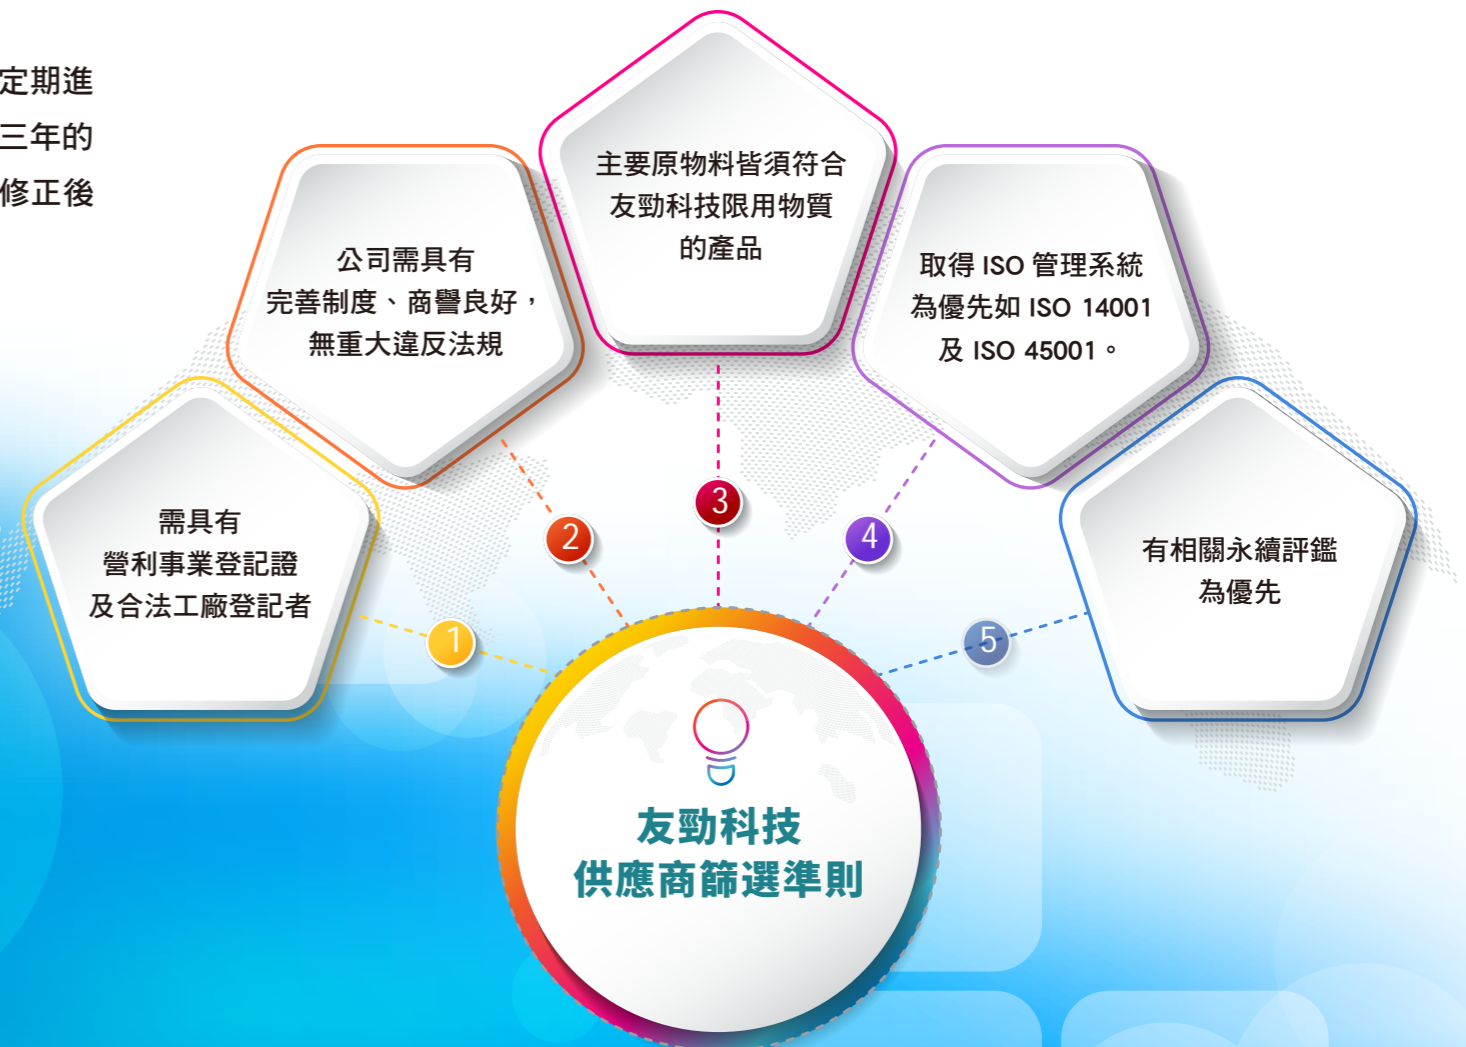 定期進
三年的
修正後
需具有
營利事業登記證
及合法工廠登記者
1
公司需具有
完善制度、商譽良好，
無重大違反法規
2
主要原物料皆須符合
友勁科技限用物質
的產品
3
取得 ISO 管理系統
為優先如 ISO 14001
及 ISO 45001。
4
有相關永續評鑑
為優先
5
友勁科技
供應商篩選準則